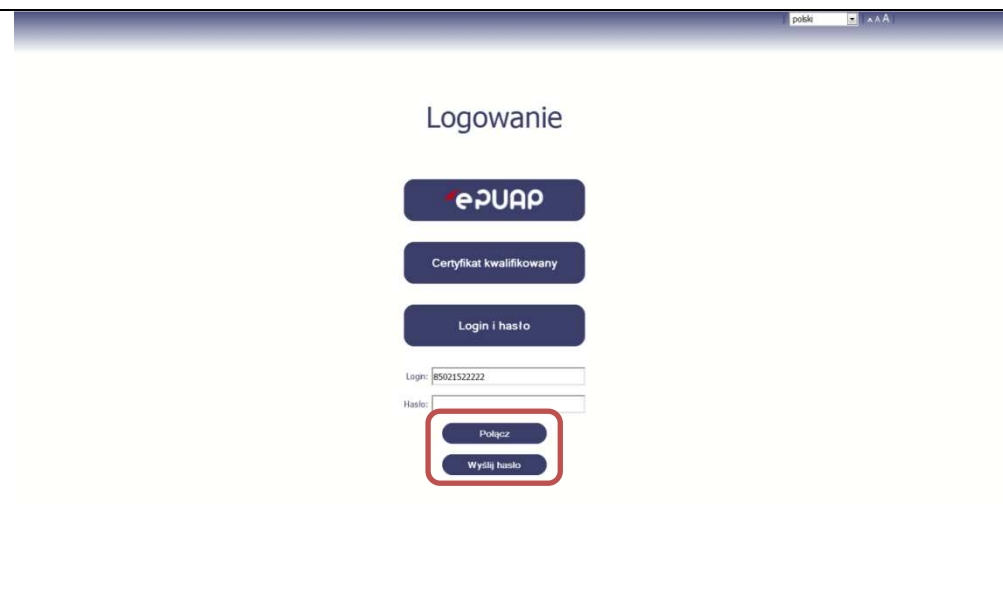 polski A A A
Logowanie
ePUAP
Certyfikat kwalifikowany
Login i hasło
Login: 85021522222
Hasło:
Połącz
Wyślij hasło